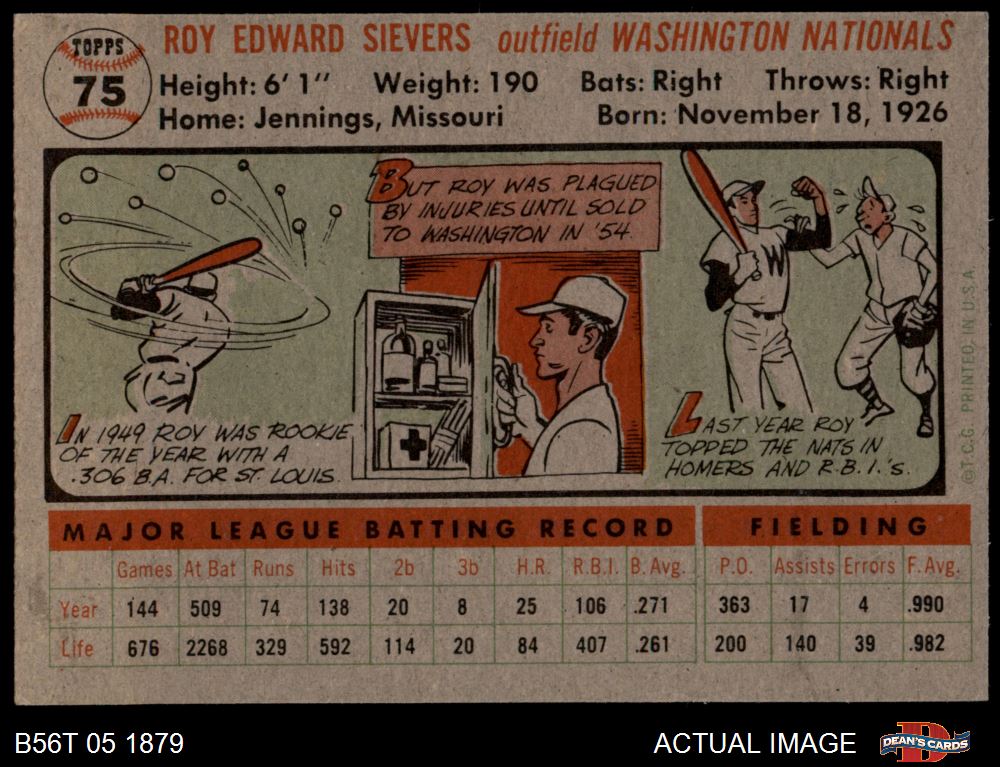 TOPPS
75
ROY EDWARD SIEVERS outfield WASHINGTON NATIONALS
Height: 6' 1" Weight: 190 Bats: Right Throws: Right
Home: Jennings, Missouri Born: November 18, 1926
IN 1949 ROY WAS ROOKIE
OF THE YEAR WITH A
.306 B.A. FOR ST. LOUIS.
BUT ROY WAS PLAGUED
BY INJURIES UNTIL SOLD
TO WASHINGTON IN '54.
W
LAST YEAR ROY
TOPPED THE NATS IN
HOMERS AND R.B.I.'s.
©T.C.G. PRINTED IN U.S.A.
MAJOR LEAGUE BATTING RECORD FIELDING
Games At Bat Runs Hits 2b 3b H.R. R.B.I. B. Avg. P.O. Assists Errors F. Avg.
Year 144 509 74 138 20 8 25 106 .271 363 17 4 .990
Life 676 2268 329 592 114 20 84 407 .261 200 140 39 .982
B56T 05 1879 ACTUAL IMAGE
DEAN'S CARDS